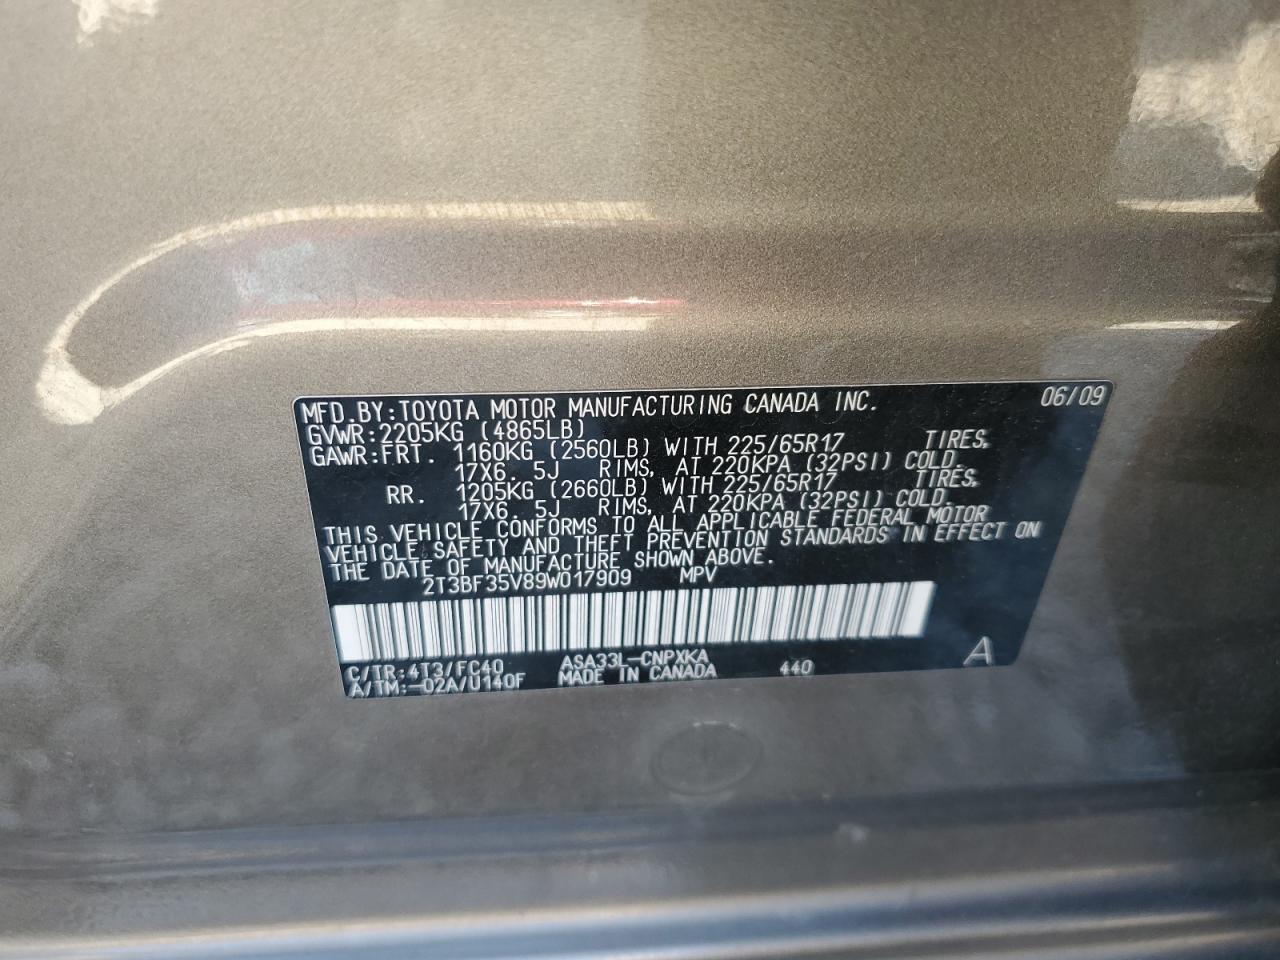 MFD.BY:TOYOTA MOTOR MANUFACTURING CANADA INC. 06/09
GVWR:2205KG (4865LB)
GAWR:FRT. 1160KG (2560LB) WITH 225/65R17 TIRES,
17X6. 5J RIMS, AT 220KPA (32PSI) COLD.
RR. 1205KG (2660LB) WITH 225/65R17 TIRES,
17X6. 5J RIMS, AT 220KPA (32PSI) COLD.
THIS VEHICLE CONFORMS TO ALL APPLICABLE FEDERAL MOTOR
VEHICLE SAFETY AND THEFT PREVENTION STANDARDS IN EFFECT ON
THE DATE OF MANUFACTURE SHOWN ABOVE.
2T3BF35V89W017909 MPV
C/TR:4T3/FC40 ASA33L-CNPXKA 440 A
A/TM:-02A/U140F MADE IN CANADA